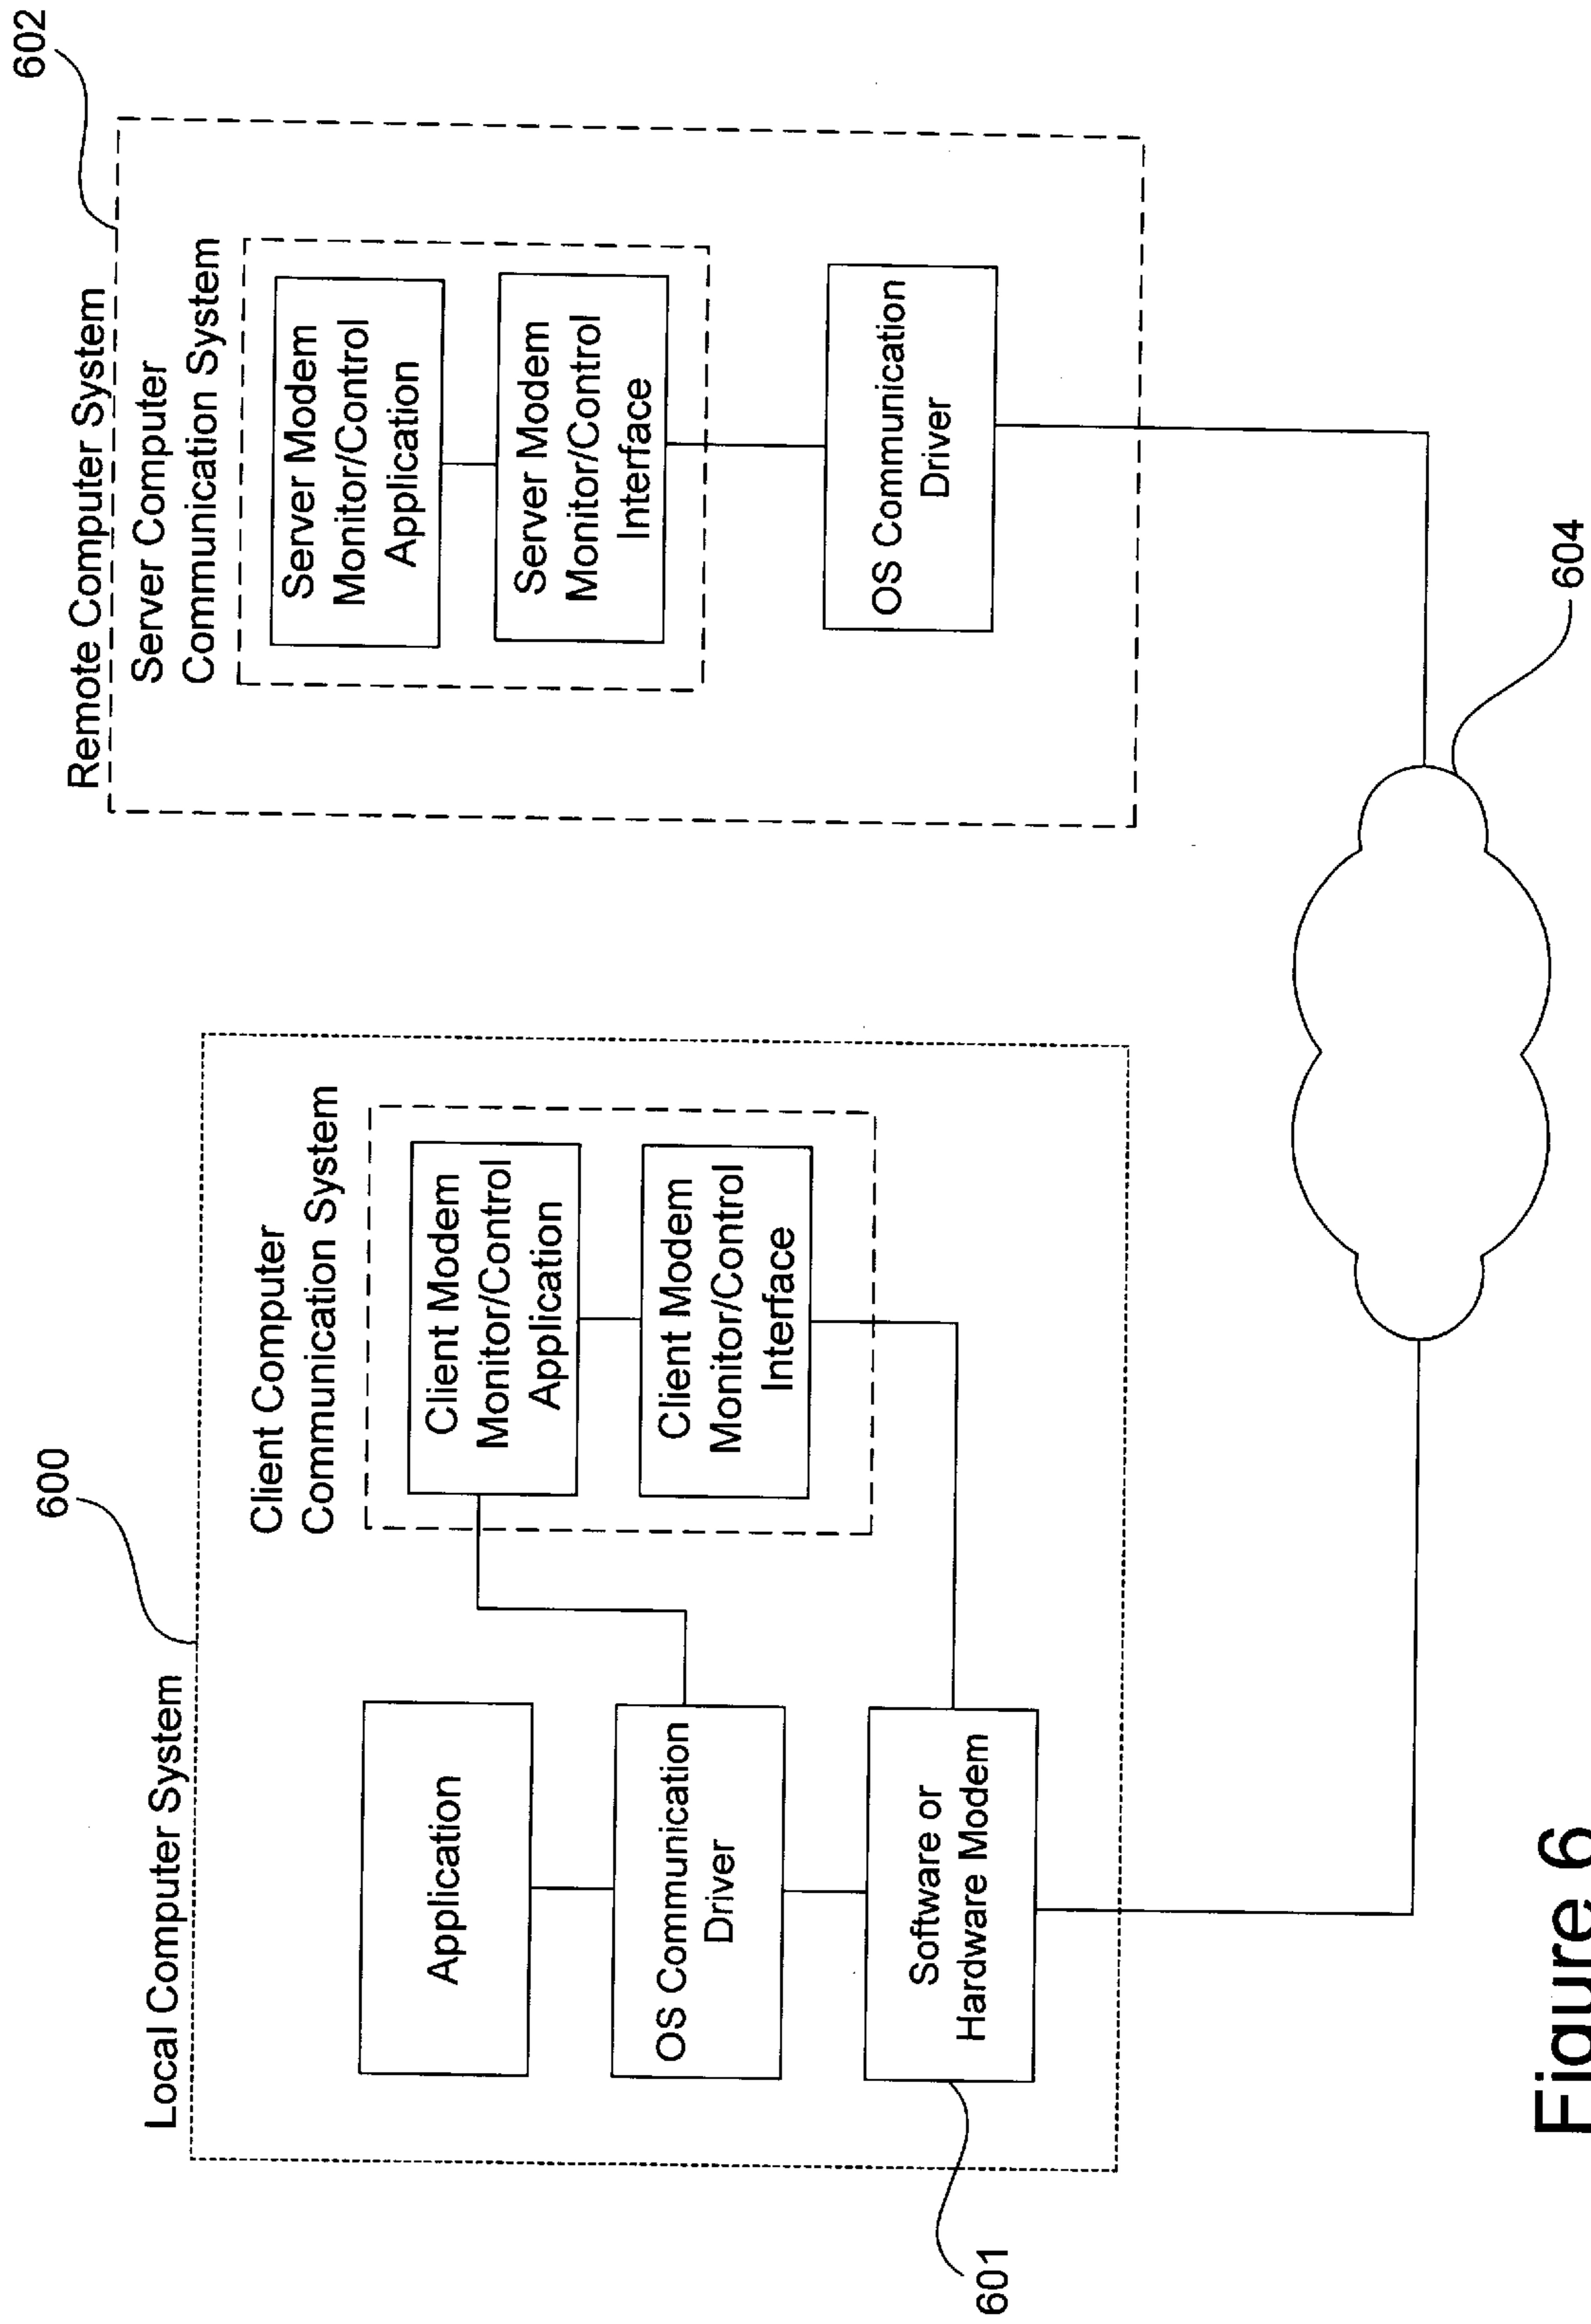 600
602
Local Computer System
Remote Computer System
Client Computer
Communication System
Server Computer
Communication System
Application
Client Modem
Monitor/Control
Application
Server Modem
Monitor/Control
Application
OS Communication
Driver
Client Modem
Monitor/Control
Interface
Server Modem
Monitor/Control
Interface
Software or
Hardware Modem
OS Communication
Driver
601
604
Figure 6